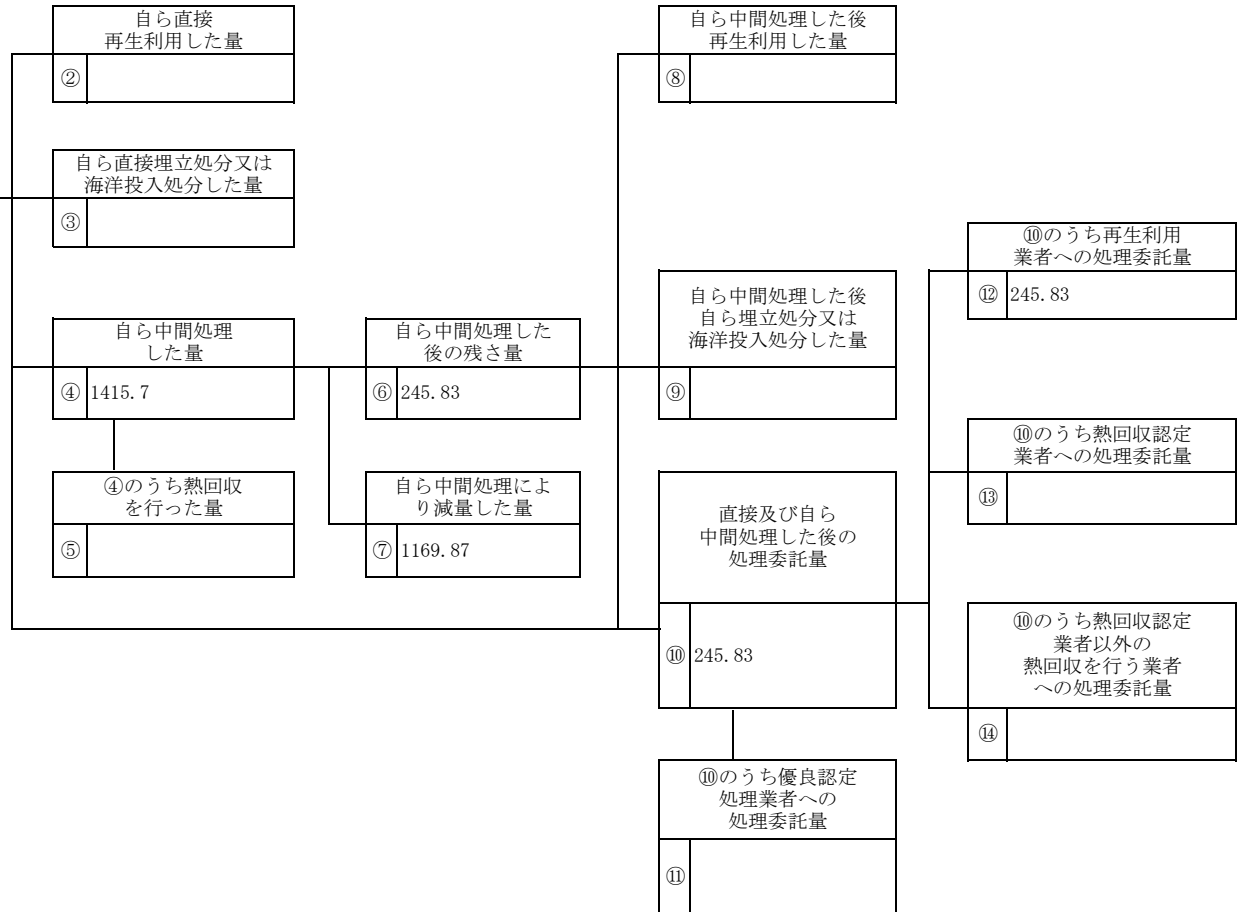 自ら直接
再生利用した量
②
自ら中間処理した後
再生利用した量
⑧
自ら直接埋立処分又は
海洋投入処分した量
③
⑩のうち再生利用
業者への処理委託量
⑫ 245.83
自ら中間処理した後
自ら埋立処分又は
海洋投入処分した量
⑨
自ら中間処理
した量
④ 1415.7
自ら中間処理した
後の残さ量
⑥ 245.83
⑩のうち熱回収認定
業者への処理委託量
⑬
④のうち熱回収
を行った量
⑤
自ら中間処理によ
り減量した量
⑦ 1169.87
直接及び自ら
中間処理した後の
処理委託量
⑩ 245.83
⑩のうち熱回収認定
業者以外の
熱回収を行う業者
への処理委託量
⑭
⑩のうち優良認定
処理業者への
処理委託量
⑪